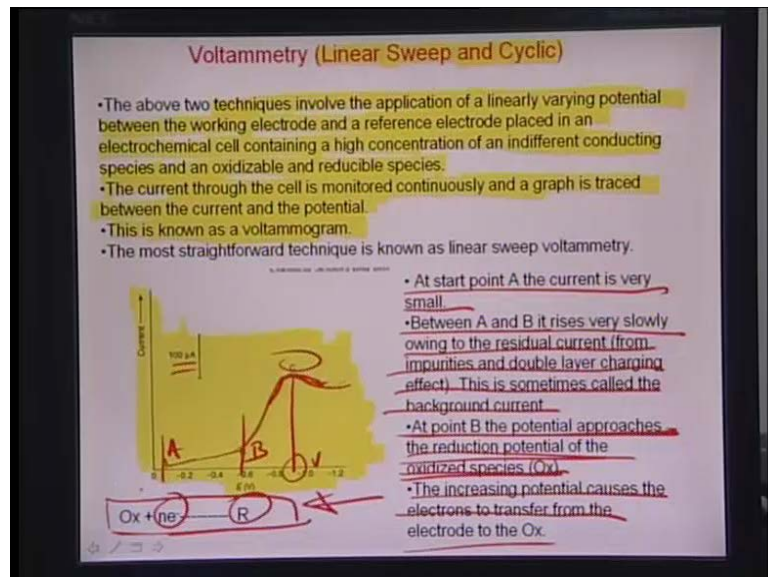 Voltammetry (Linear Sweep and Cyclic)
•The above two techniques involve the application of a linearly varying potential
between the working electrode and a reference electrode placed in an
electrochemical cell containing a high concentration of an indifferent conducting
species and an oxidizable and reducible species.
•The current through the cell is monitored continuously and a graph is traced
between the current and the potential.
•This is known as a voltammogram.
•The most straightforward technique is known as linear sweep voltammetry.
• At start point A the current is very
small.
•Between A and B it rises very slowly
owing to the residual current (from
impurities and double layer charging
effect). This is sometimes called the
background current
•At point B the potential approaches
the reduction potential of the
oxidized species (Ox).
•The increasing potential causes the
electrons to transfer from the
electrode to the Ox.
Current
100 µA
C
A
B
V
0 -0.2 -0.4 -0.6 -0.8 -1.0 -1.2
E (V)
Ox + ne ---------- R